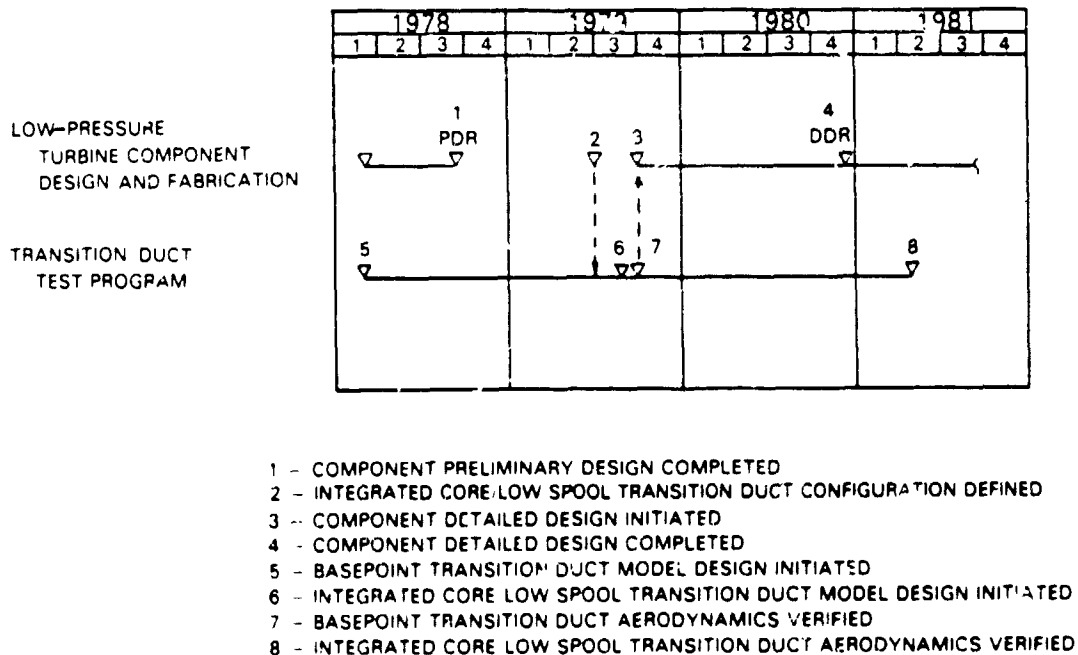 1978 1979 1980 1981
1 2 3 4 1 2 3 4 1 2 3 4 1 2 3 4
1 4
PDR 2 3 DDR
LOW-PRESSURE
TURBINE COMPONENT
DESIGN AND FABRICATION
5 6 7 8
TRANSITION DUCT
TEST PROGRAM
1 - COMPONENT PRELIMINARY DESIGN COMPLETED
2 - INTEGRATED CORE/LOW SPOOL TRANSITION DUCT CONFIGURATION DEFINED
3 - COMPONENT DETAILED DESIGN INITIATED
4 - COMPONENT DETAILED DESIGN COMPLETED
5 - BASEPOINT TRANSITION DUCT MODEL DESIGN INITIATED
6 - INTEGRATED CORE LOW SPOOL TRANSITION DUCT MODEL DESIGN INITIATED
7 - BASEPOINT TRANSITION DUCT AERODYNAMICS VERIFIED
8 - INTEGRATED CORE LOW SPOOL TRANSITION DUCT AERODYNAMICS VERIFIED